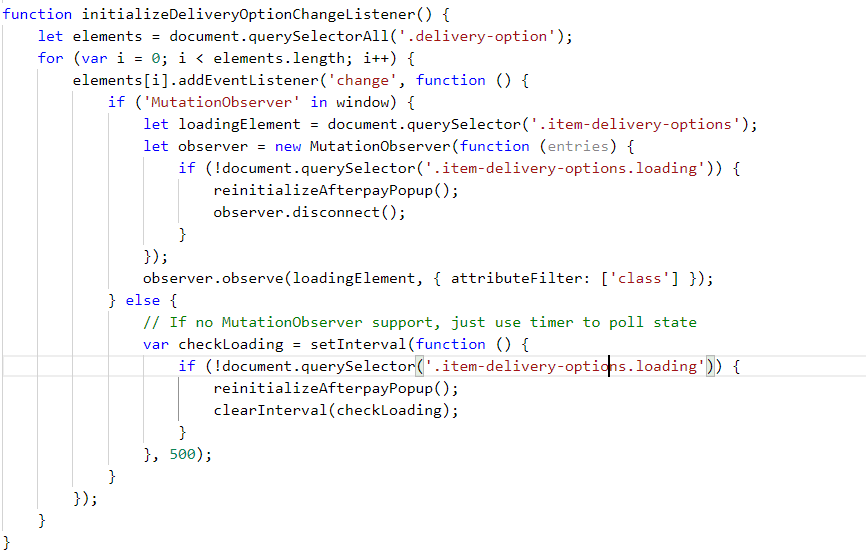 function initializeDeliveryOptionChangeListener() {
    let elements = document.querySelectorAll('.delivery-option');
    for (var i = 0; i < elements.length; i++) {
        elements[i].addEventListener('change', function () {
            if ('MutationObserver' in window) {
                let loadingElement = document.querySelector('.item-delivery-options');
                let observer = new MutationObserver(function (entries) {
                    if (!document.querySelector('.item-delivery-options.loading')) {
                        reinitializeAfterpayPopup();
                        observer.disconnect();
                    }
                });
                observer.observe(loadingElement, { attributeFilter: ['class'] });
            } else {
                // If no MutationObserver support, just use timer to poll state
                var checkLoading = setInterval(function () {
                    if (!document.querySelector('.item-delivery-options.loading')) {
                        reinitializeAfterpayPopup();
                        clearInterval(checkLoading);
                    }
                }, 500);
            }
        });
    }
}